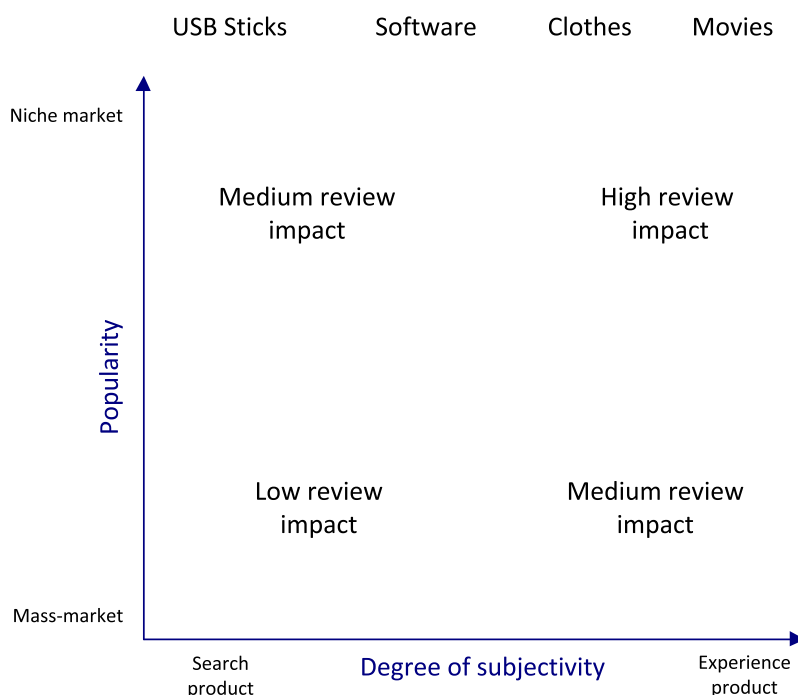 USB Sticks Software Clothes Movies
Niche market
Medium review
impact
High review
impact
Popularity
Low review
impact
Medium review
impact
Mass-market
Search
product
Degree of subjectivity
Experience
product